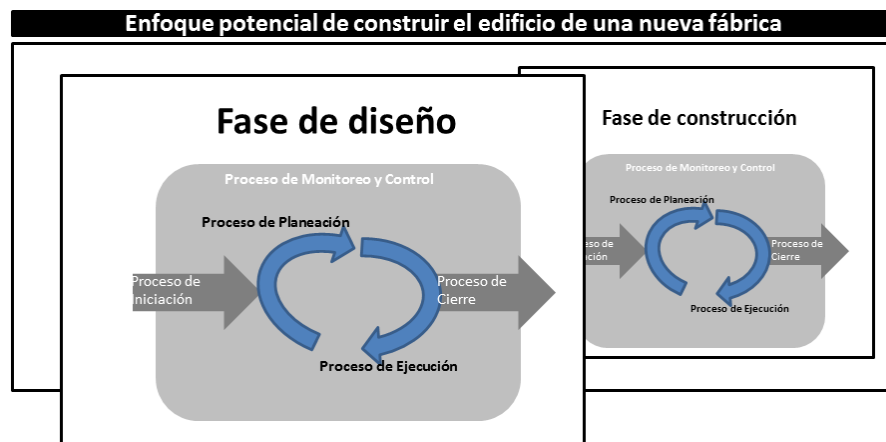 Enfoque potencial de construir el edificio de una nueva fábrica
Fase de diseño
Proceso de Monitoreo y Control
Proceso de Planeación
Proceso de
Iniciación
Proceso de
Cierre
Proceso de Ejecución
Fase de construcción
Proceso de Monitoreo y Control
Proceso de Planeación
Proceso de
Cierre
Proceso de Ejecución